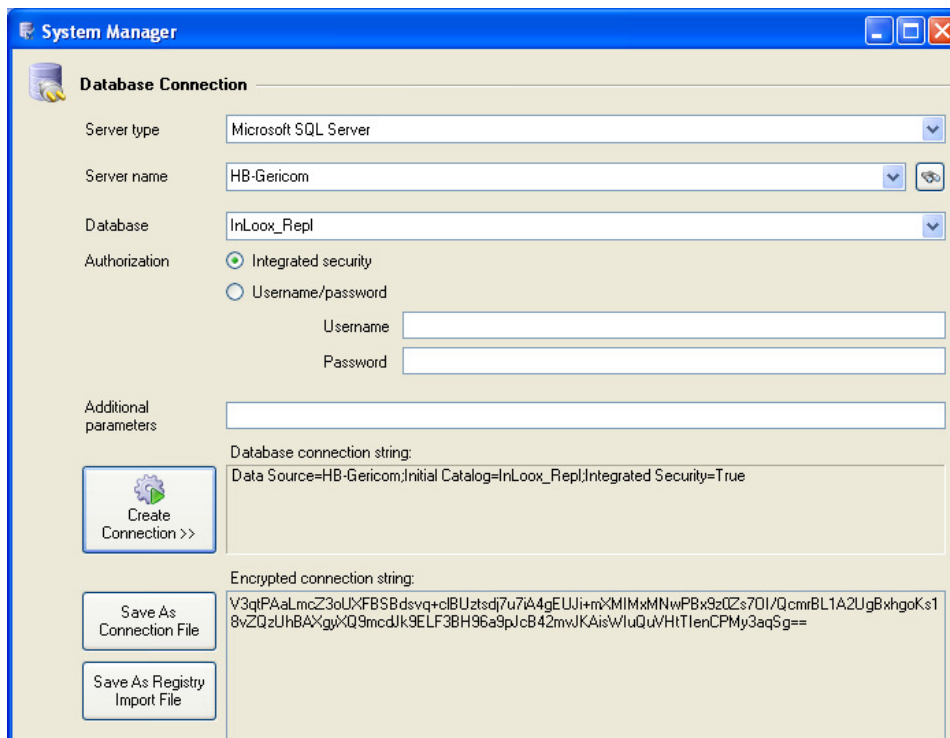 System Manager
Database Connection
Server type
Microsoft SQL Server
Server name
HB-Gericom
Database
InLoox_Repl
Authorization
Integrated security
Username/password
Username
Password
Additional
parameters
Database connection string:
Data Source=HB-Gericom;Initial Catalog=InLoox_Repl;Integrated Security=True
Create
Connection >>
Encrypted connection string:
V3qtPAaLmcZ3oUXFBSBdsvq+clBUztsdj7u7iA4gEUJi+mXMIMxMNwPBx9z0Zs7OI/QcmrBL1A2UgBxhgoKs1
8vZQzUhBAXgyXQ9mcdJk9ELF3BH96a9pJcB42mvJKAisWIuQuVHtTIenCPMy3aqSg==
Save As
Connection File
Save As Registry
Import File